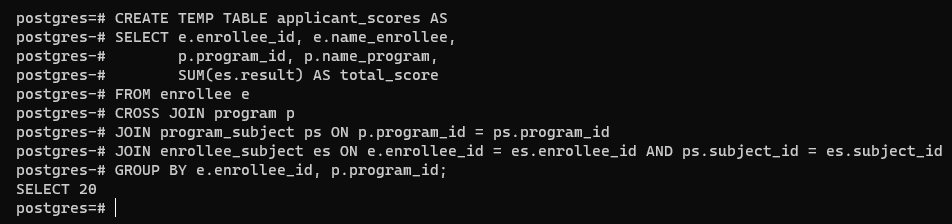 postgres=# CREATE TEMP TABLE applicant_scores AS
postgres-# SELECT e.enrollee_id, e.name_enrollee,
postgres-#        p.program_id, p.name_program,
postgres-#        SUM(es.result) AS total_score
postgres-# FROM enrollee e
postgres-# CROSS JOIN program p
postgres-# JOIN program_subject ps ON p.program_id = ps.program_id
postgres-# JOIN enrollee_subject es ON e.enrollee_id = es.enrollee_id AND ps.subject_id = es.subject_id
postgres-# GROUP BY e.enrollee_id, p.program_id;
SELECT 20
postgres=#